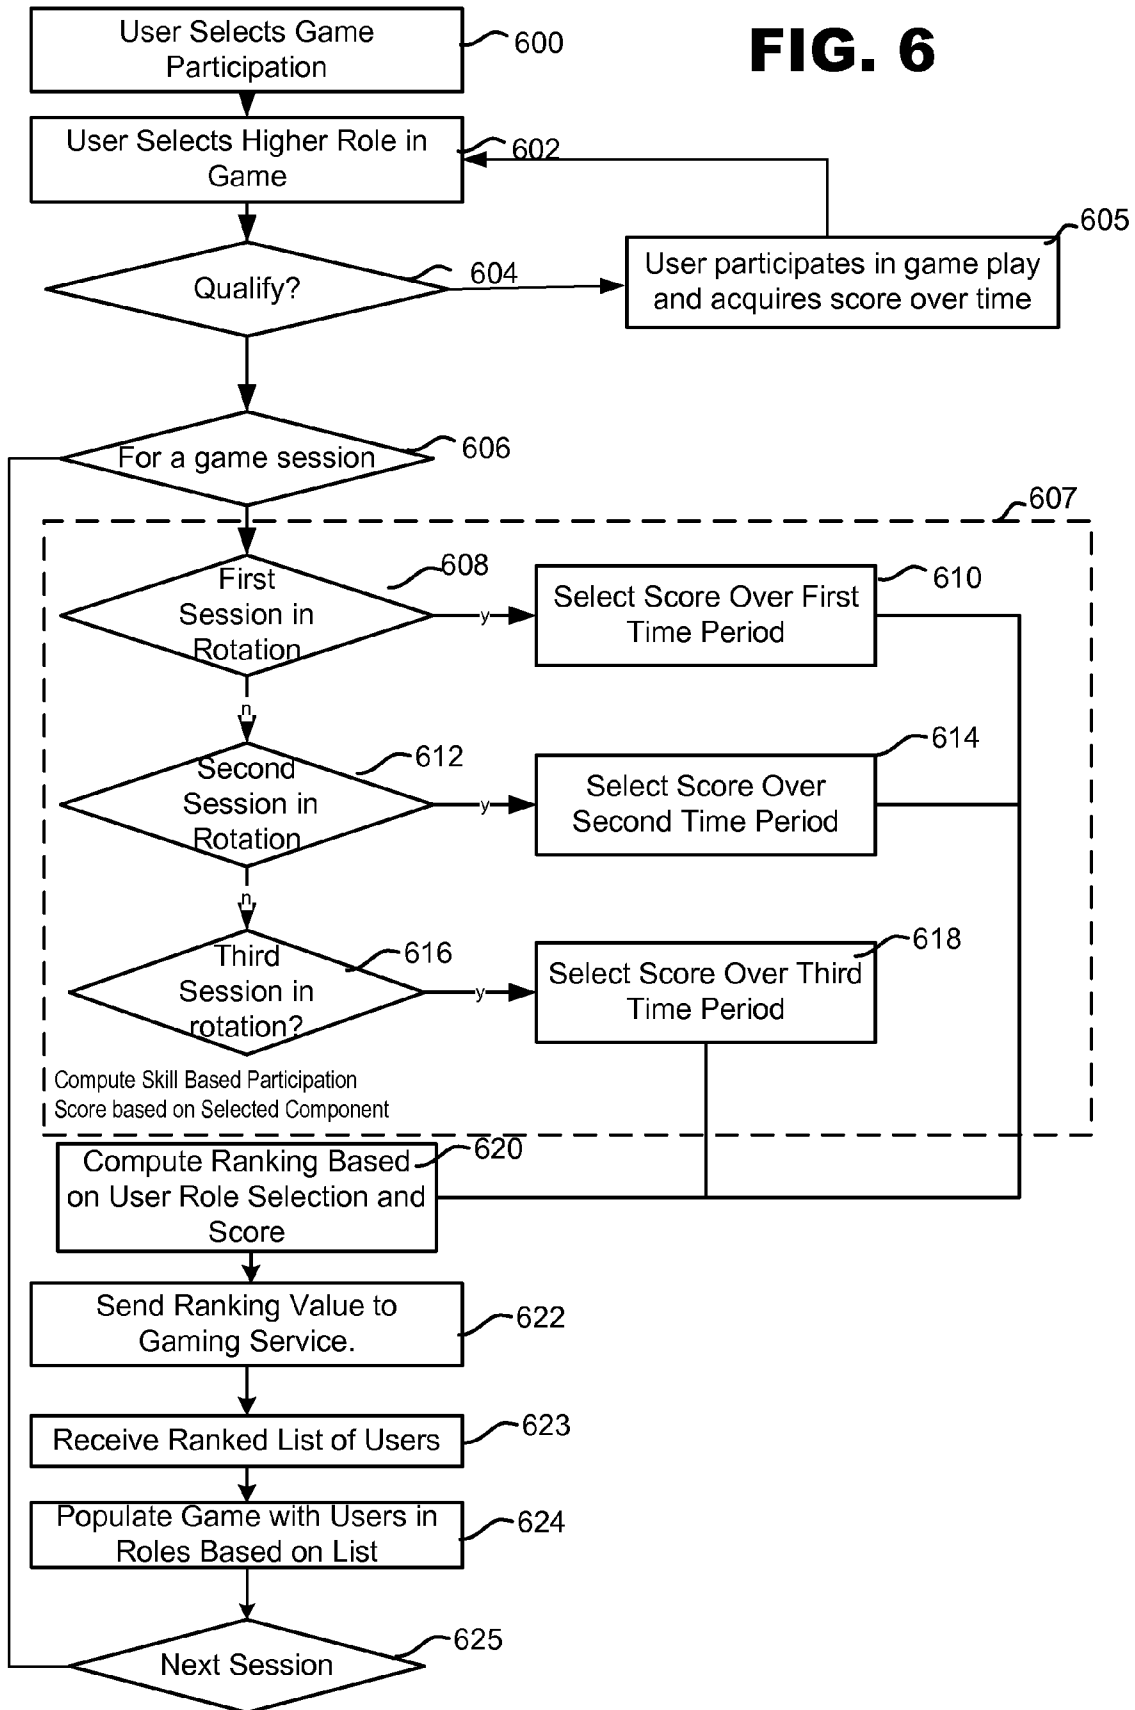 FIG. 6
User Selects Game
Participation
600
User Selects Higher Role in
Game
602
Qualify?
604
605
User participates in game play
and acquires score over time
For a game session
606
607
First
Session in
Rotation
608
y
Select Score Over First
Time Period
610
n
Second
Session in
Rotation
612
y
Select Score Over
Second Time Period
614
n
Third
Session in
rotation?
616
y
Select Score Over Third
Time Period
618
Compute Skill Based Participation
Score based on Selected Component
Compute Ranking Based
on User Role Selection and
Score
620
Send Ranking Value to
Gaming Service.
622
Receive Ranked List of Users
623
Populate Game with Users in
Roles Based on List
624
Next Session
625